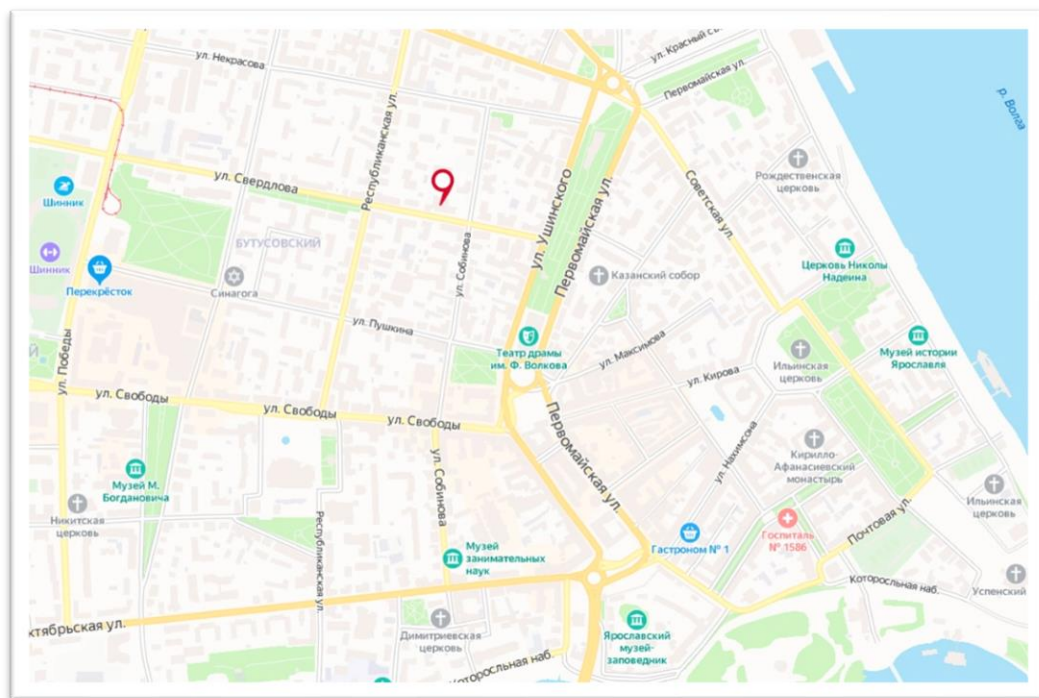 ул. Некрасова
ул. Красный съ
Первомайская ул.
р. Волга
Республиканская ул.
ул. Свердлова
Шинник
Рождественская
церковь
Советская ул.
ул. Ушинского
Первомайская ул.
БУТУСОВСКИЙ
Шинник
Перекрёсток
Синагога
ул. Собинова
Казанский собор
Церковь Николы
Надеина
ул. Пушкина
Театр драмы
им. Ф. Волкова
ул. Максимова
Ильинская
церковь
Музей истории
Ярославля
Й
ул. Победы
ул. Кирова
ул. Свободы
ул. Свободы
ул. Свободы
Первомайская ул.
ул. Нахимсона
Музей М.
Богдановича
ул. Собинова
Кирилло-
Афанасиевский
монастырь
Никитская
церковь
Республиканская ул.
Ильинская
церковь
Госпиталь
№ 1586
Почтовая ул.
Гастроном № 1
Музей
занимательных
наук
Которосльная наб.
Успенский
ктябрьская ул.
Димитриевская
церковь
Ярославский
музей-
заповедник
Которосльная наб.